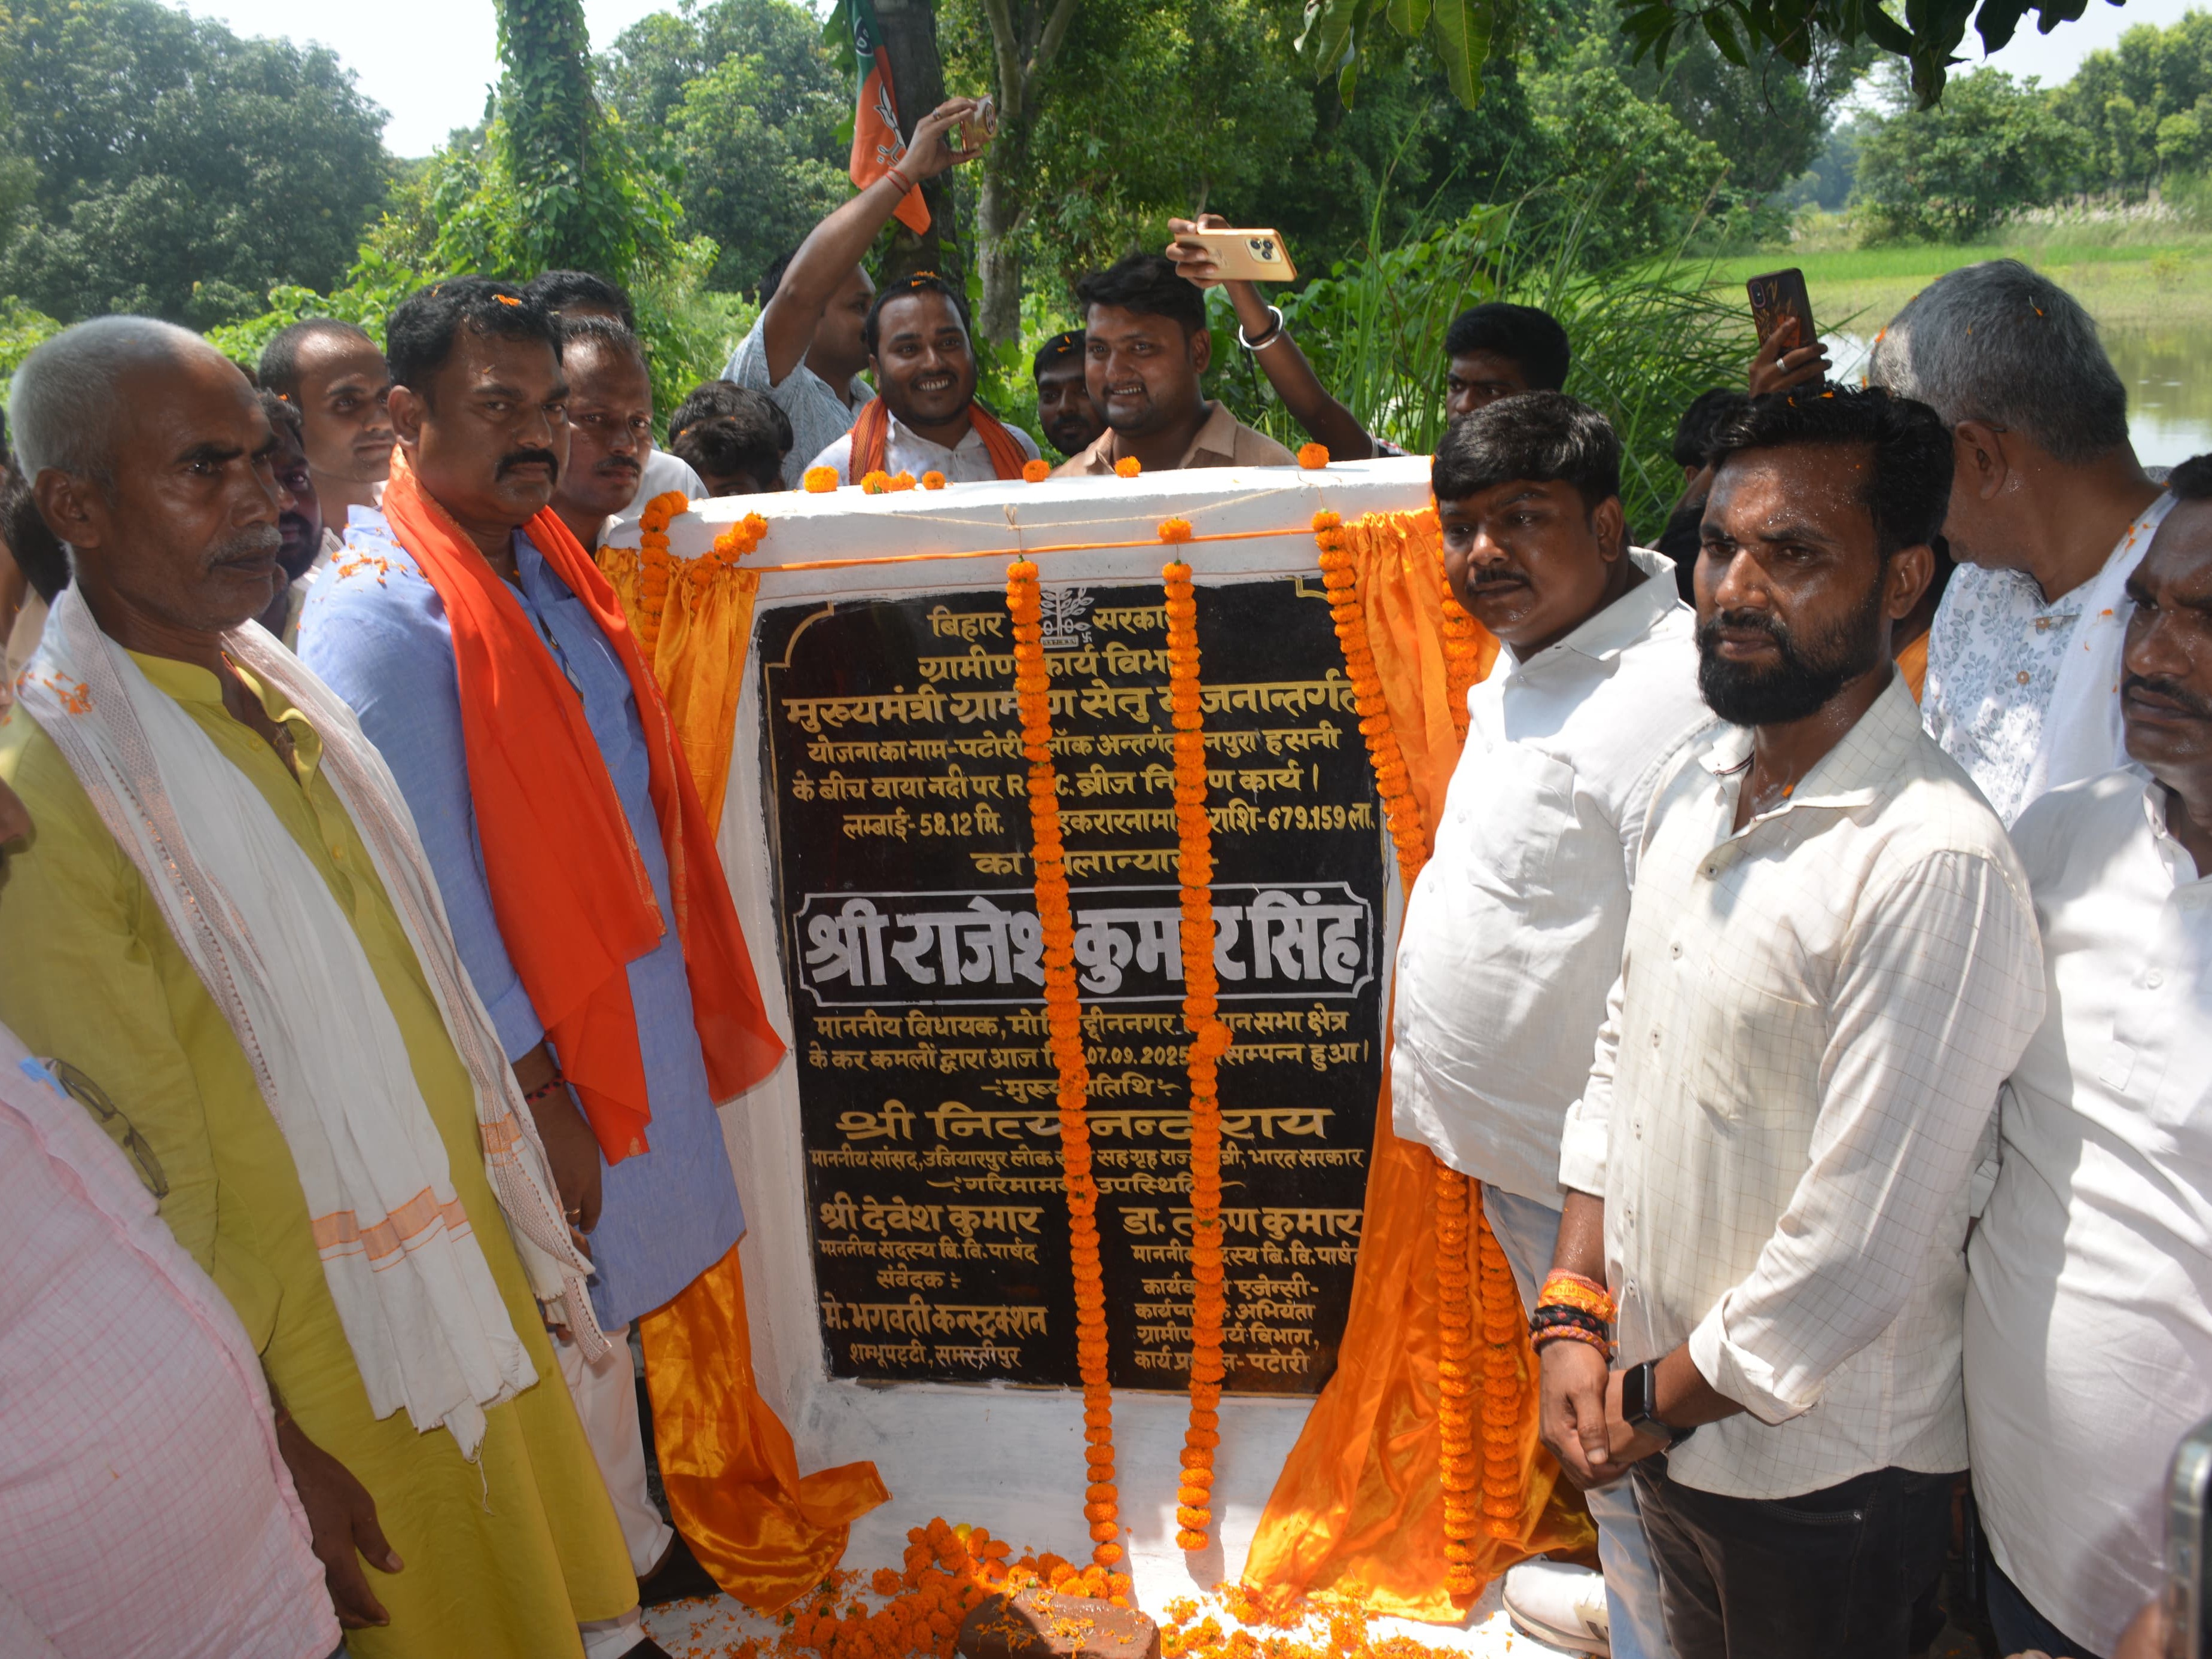 बिहार सरकार
ग्रामीण कार्य विभाग
मुख्यमंत्री ग्रामीण सेतु योजनान्तर्गत
योजना का नाम-पटोरी ब्लॉक अन्तर्गत नपुरा हसनी
के बीच वाया नदी पर R.C.C. ब्रीज निर्माण कार्य।
लम्बाई-58.12 मि. एकरारनामा राशि-679.159 ला.
का शिलान्यास-
श्री राजेश कुमार सिंह
माननीय विधायक, मोहिउद्दीननगर विधानसभा क्षेत्र
के कर कमलों द्वारा आज दि. 07.09.2025 सम्पन्न हुआ।
-:मुख्य अतिथि:-
श्री नित्यानन्द राय
माननीय सांसद, उजियारपुर लोक सभा सह गृह राज्य मंत्री, भारत सरकार
-:गरिमामयी उपस्थिति
श्री देवेश कुमार डा. तरुण कुमार
माननीय सदस्य बि. वि. पार्षद माननीय सदस्य बि. वि. पार्षद
संवेदक :- कार्यकारी एजेन्सी-
मे. भगवती कन्स्ट्रक्शन कार्यपालक अभियंता
शम्भूपट्टी, समस्तीपुर ग्रामीण कार्य विभाग,
कार्य प्रमंडल- पटोरी